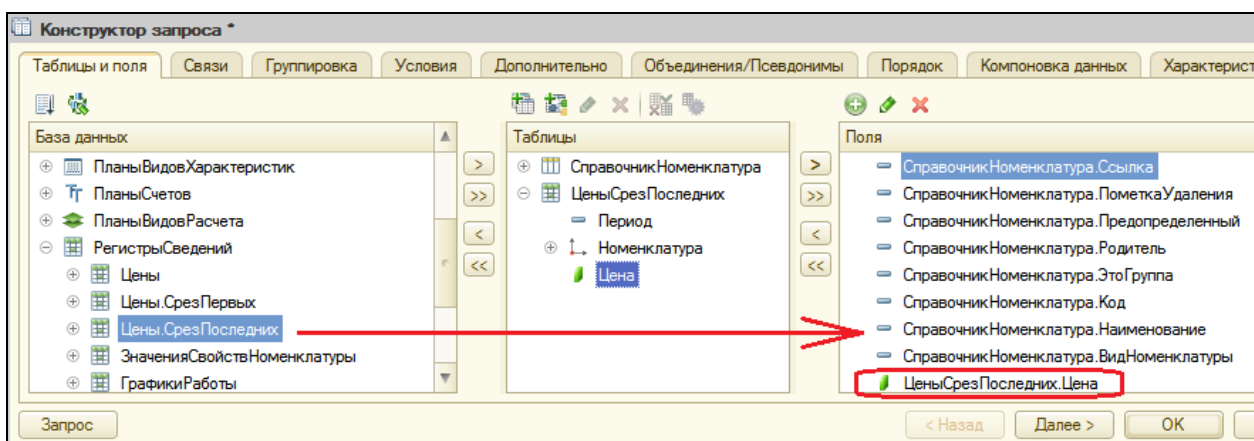 Конструктор запроса *
Таблицы и поля Связи Группировка Условия Дополнительно Объединения/Псевдонимы Порядок Компоновка данных Характерист
База данных
ПланыВидовХарактеристик
ПланыСчетов
ПланыВидовРасчета
РегистрыСведений
Цены
Цены.СрезПервых
Цены.СрезПоследних
ЗначенияСвойствНоменклатуры
ГрафикиРаботы
>
>>
<
<<
Таблицы
СправочникНоменклатура
ЦеныСрезПоследних
Период
Номенклатура
Цена
>
>>
<
<<
Поля
СправочникНоменклатура.Ссылка
СправочникНоменклатура.ПометкаУдаления
СправочникНоменклатура.Предопределенный
СправочникНоменклатура.Родитель
СправочникНоменклатура.ЭтоГруппа
СправочникНоменклатура.Код
СправочникНоменклатура.Наименование
СправочникНоменклатура.ВидНоменклатуры
ЦеныСрезПоследних.Цена
Запрос < Назад Далее > ОК